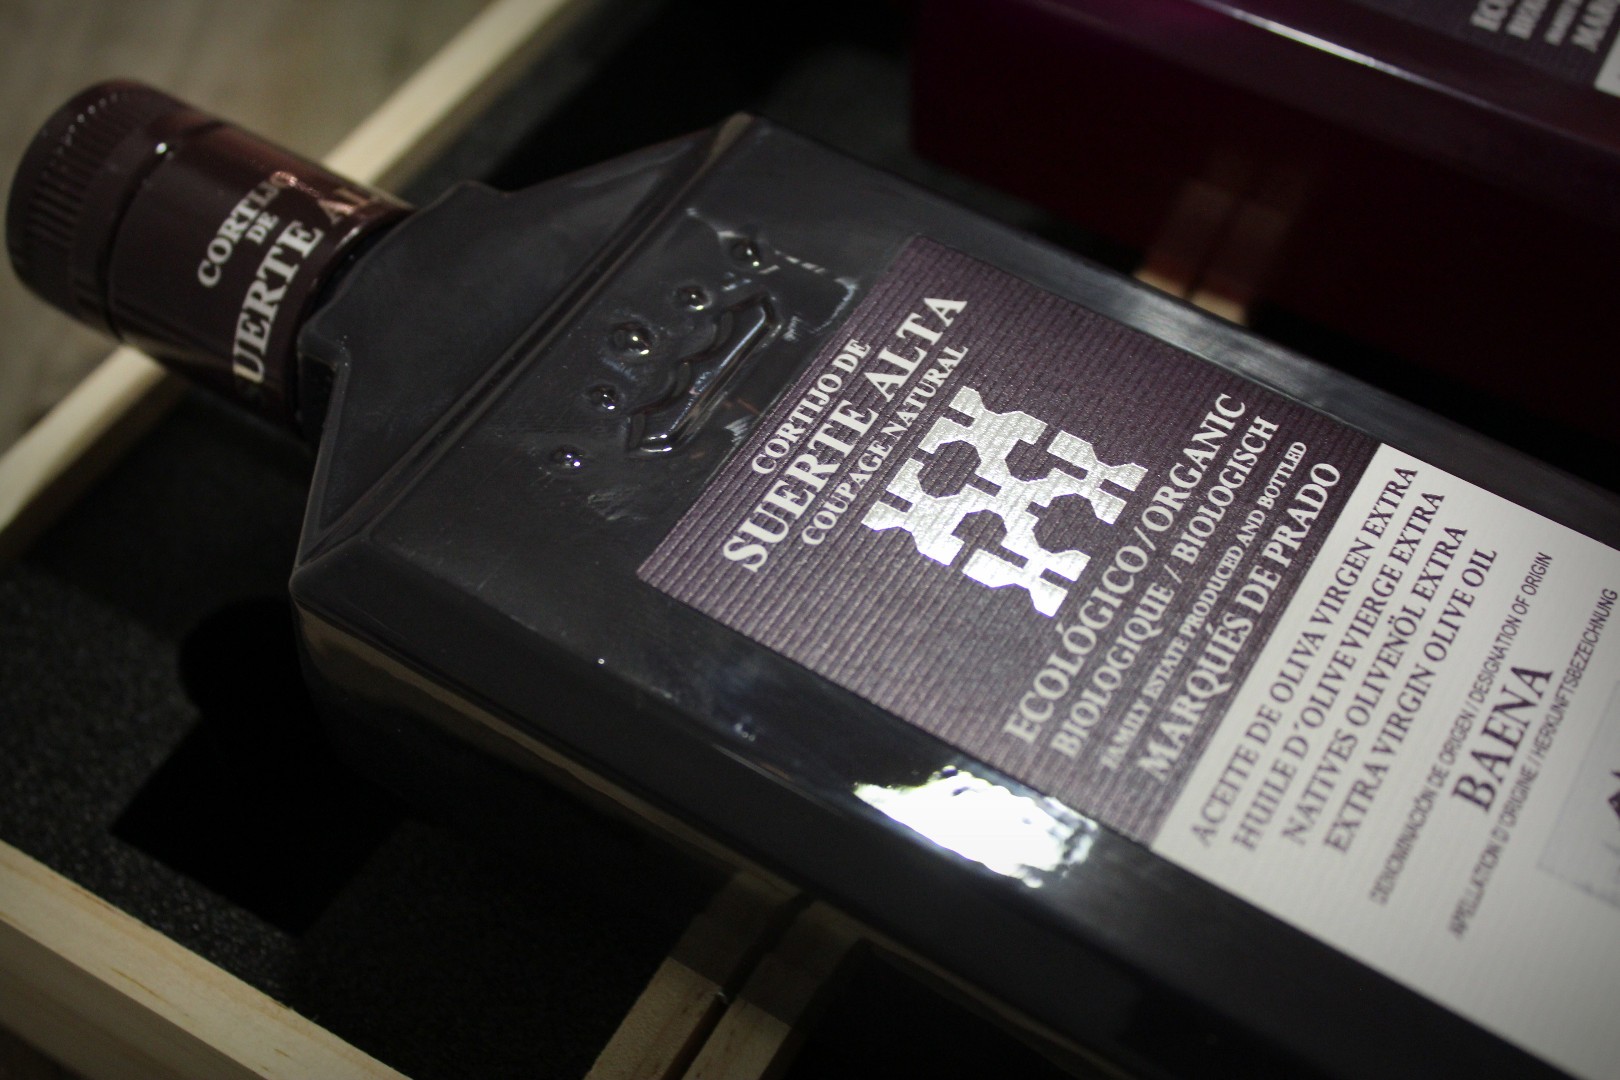 CORTIJO
DE
SUERTE AL
CORTIJO DE
SUERTE ALTA
COUPAGE NATURAL
ECOLÓGICO / ORGANIC
BIOLOGIQUE / BIOLOGISCH
FAMILY ESTATE PRODUCED AND BOTTLED
MARQUÉS DE PRADO
ACEITE DE OLIVA VIRGEN EXTRA
HUILE D´OLIVE VIERGE EXTRA
NATIVES OLIVENÖL EXTRA
EXTRA VIRGIN OLIVE OIL
DENOMINACIÓN DE ORIGEN / DESIGNATION OF ORIGIN
BAENA
APPELLATION D'ORIGINE / HERKUNFTSBEZEICHNUNG